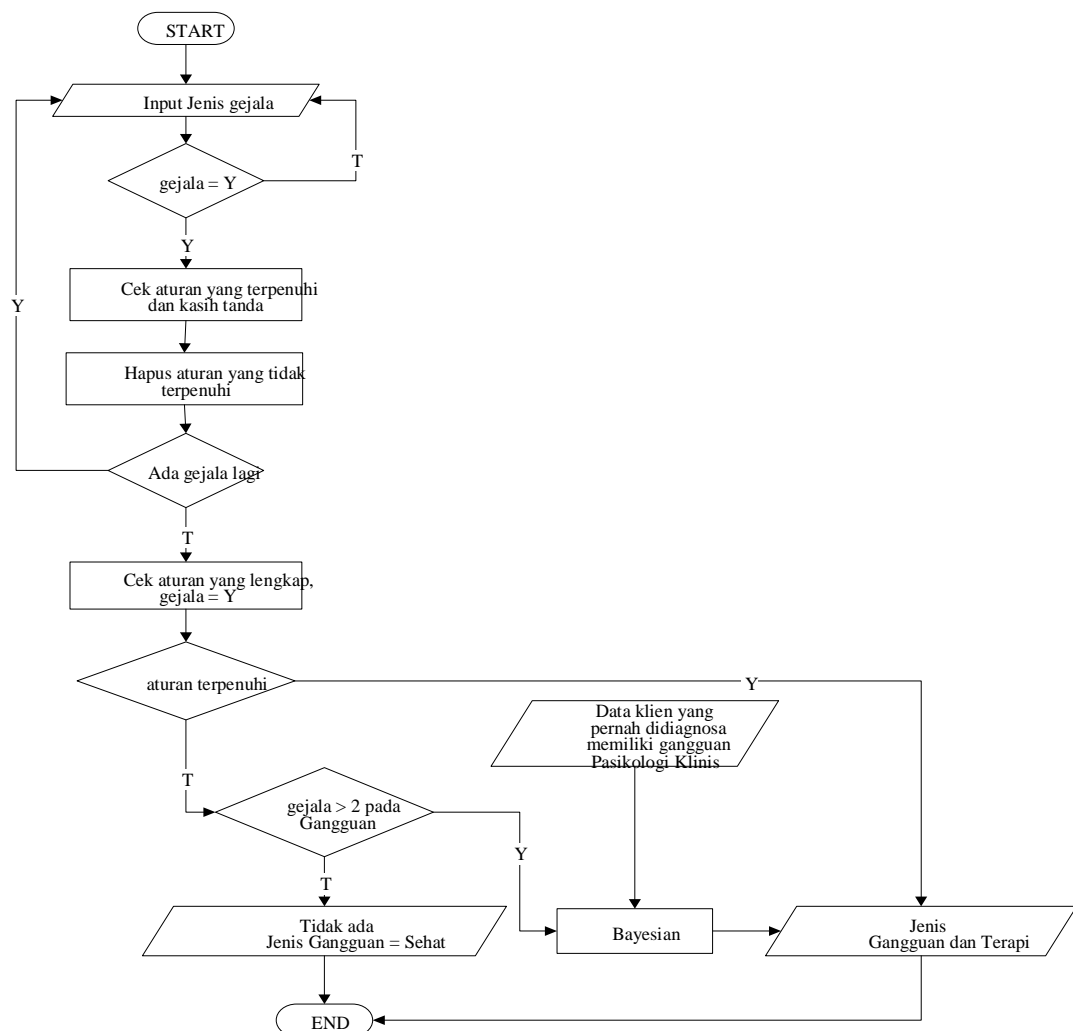 START
Input Jenis gejala
T
gejala = Y
Y
Cek aturan yang terpenuhi
dan kasih tanda
Y
Hapus aturan yang tidak
terpenuhi
Ada gejala lagi
T
Cek aturan yang lengkap,
gejala = Y
aturan terpenuhi
Y
Data klien yang
pernah didiagnosa
memiliki gangguan
Pasikologi Klinis
T
gejala > 2 pada
Gangguan
Y
T
Tidak ada
Jenis Gangguan = Sehat
Bayesian
Jenis
Gangguan dan Terapi
END